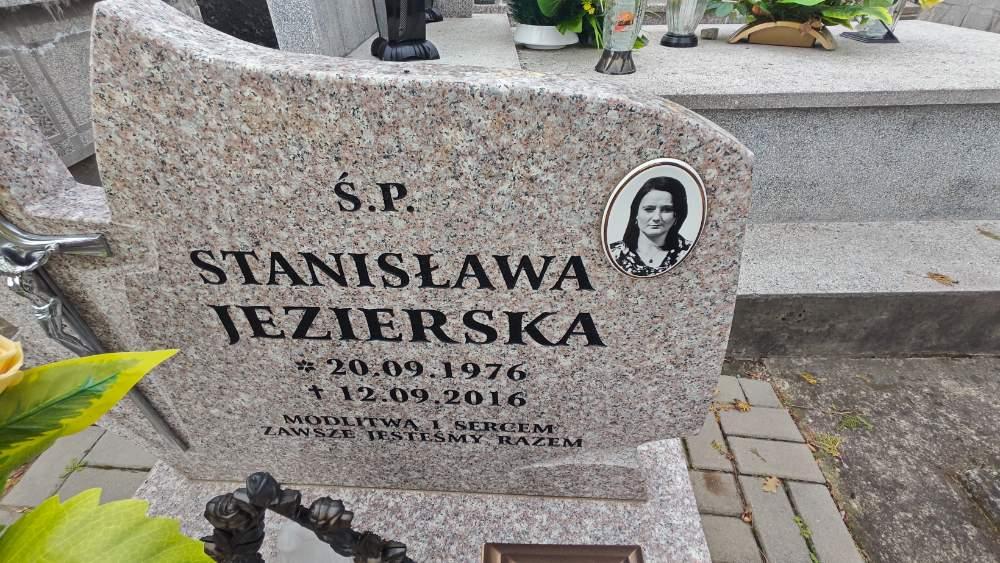 Ś.P.
STANISŁAWA
JEZIERSKA
* 20.09.1976
✝ 12.09.2016
MODLITWĄ I SERCEM
ZAWSZE JESTEŚMY RAZEM